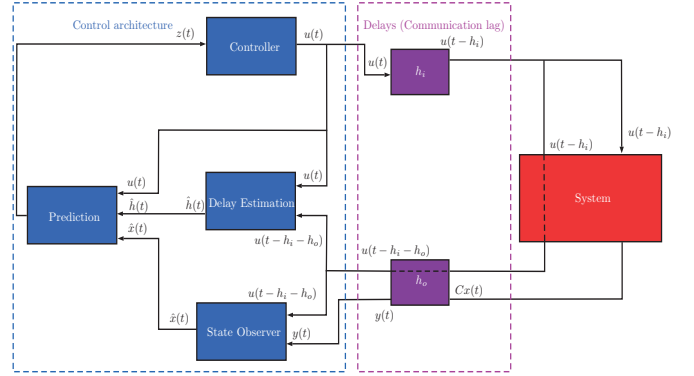 Control architecture
Delays (Communication lag)
z(t)
Controller
u(t)
u(t − h_i)
u(t)
h_i
u(t − h_i)
u(t − h_i)
u(t)
u(t)
System
Prediction
ĥ(t)
ĥ(t)
Delay Estimation
x̂(t)
u(t − h_i − h_o)
u(t − h_i − h_o)
h_o
u(t − h_i − h_o)
Cx(t)
x̂(t)
State Observer
y(t)
y(t)